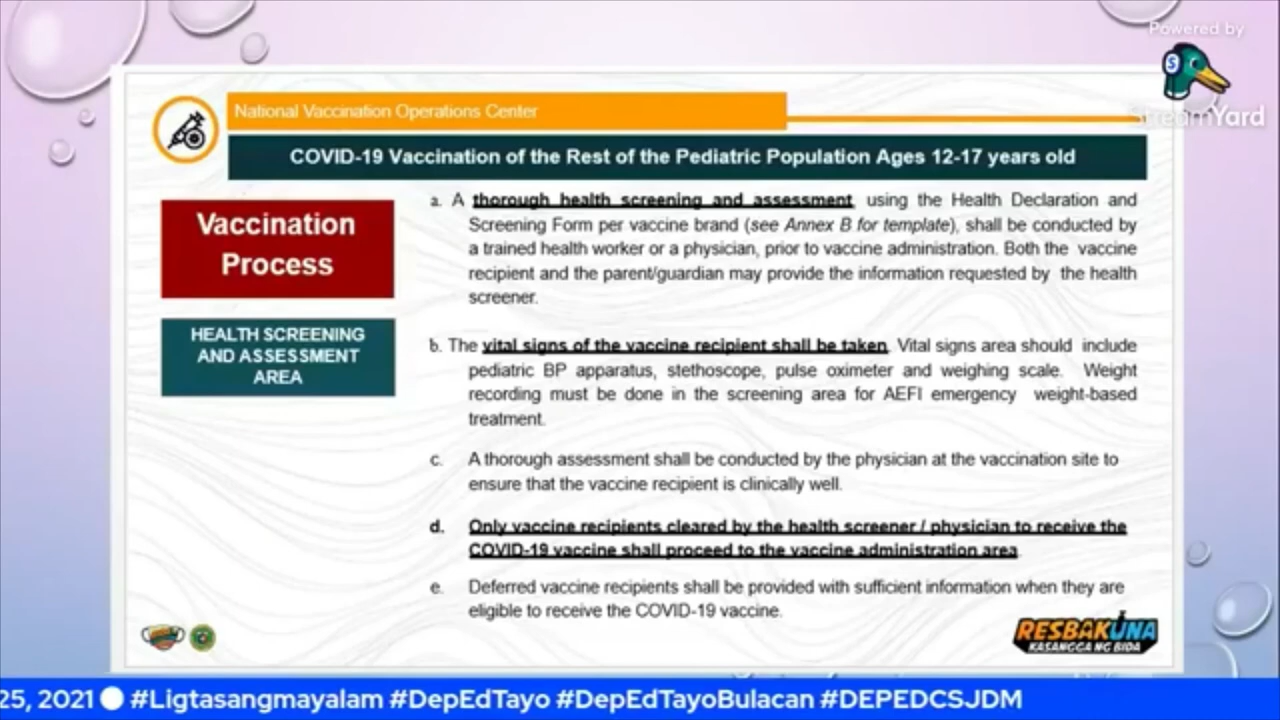 Powered by
StreamYard
National Vaccination Operations Center
COVID-19 Vaccination of the Rest of the Pediatric Population Ages 12-17 years old
Vaccination
Process
HEALTH SCREENING
AND ASSESSMENT
AREA
a. A thorough health screening and assessment, using the Health Declaration and
Screening Form per vaccine brand (see Annex B for template), shall be conducted by
a trained health worker or a physician, prior to vaccine administration. Both the vaccine
recipient and the parent/guardian may provide the information requested by the health
screener.
b. The vital signs of the vaccine recipient shall be taken. Vital signs area should include
pediatric BP apparatus, stethoscope, pulse oximeter and weighing scale. Weight
recording must be done in the screening area for AEFI emergency weight-based
treatment.
c. A thorough assessment shall be conducted by the physician at the vaccination site to
ensure that the vaccine recipient is clinically well.
d. Only vaccine recipients cleared by the health screener / physician to receive the
COVID-19 vaccine shall proceed to the vaccine administration area
e. Deferred vaccine recipients shall be provided with sufficient information when they are
eligible to receive the COVID-19 vaccine.
RESBAKUNA
KASANGGA NG BIDA
25, 2021 #Ligtasangmayalam #DepEdTayo #DepEdTayoBulacan #DEPEDCSJDM